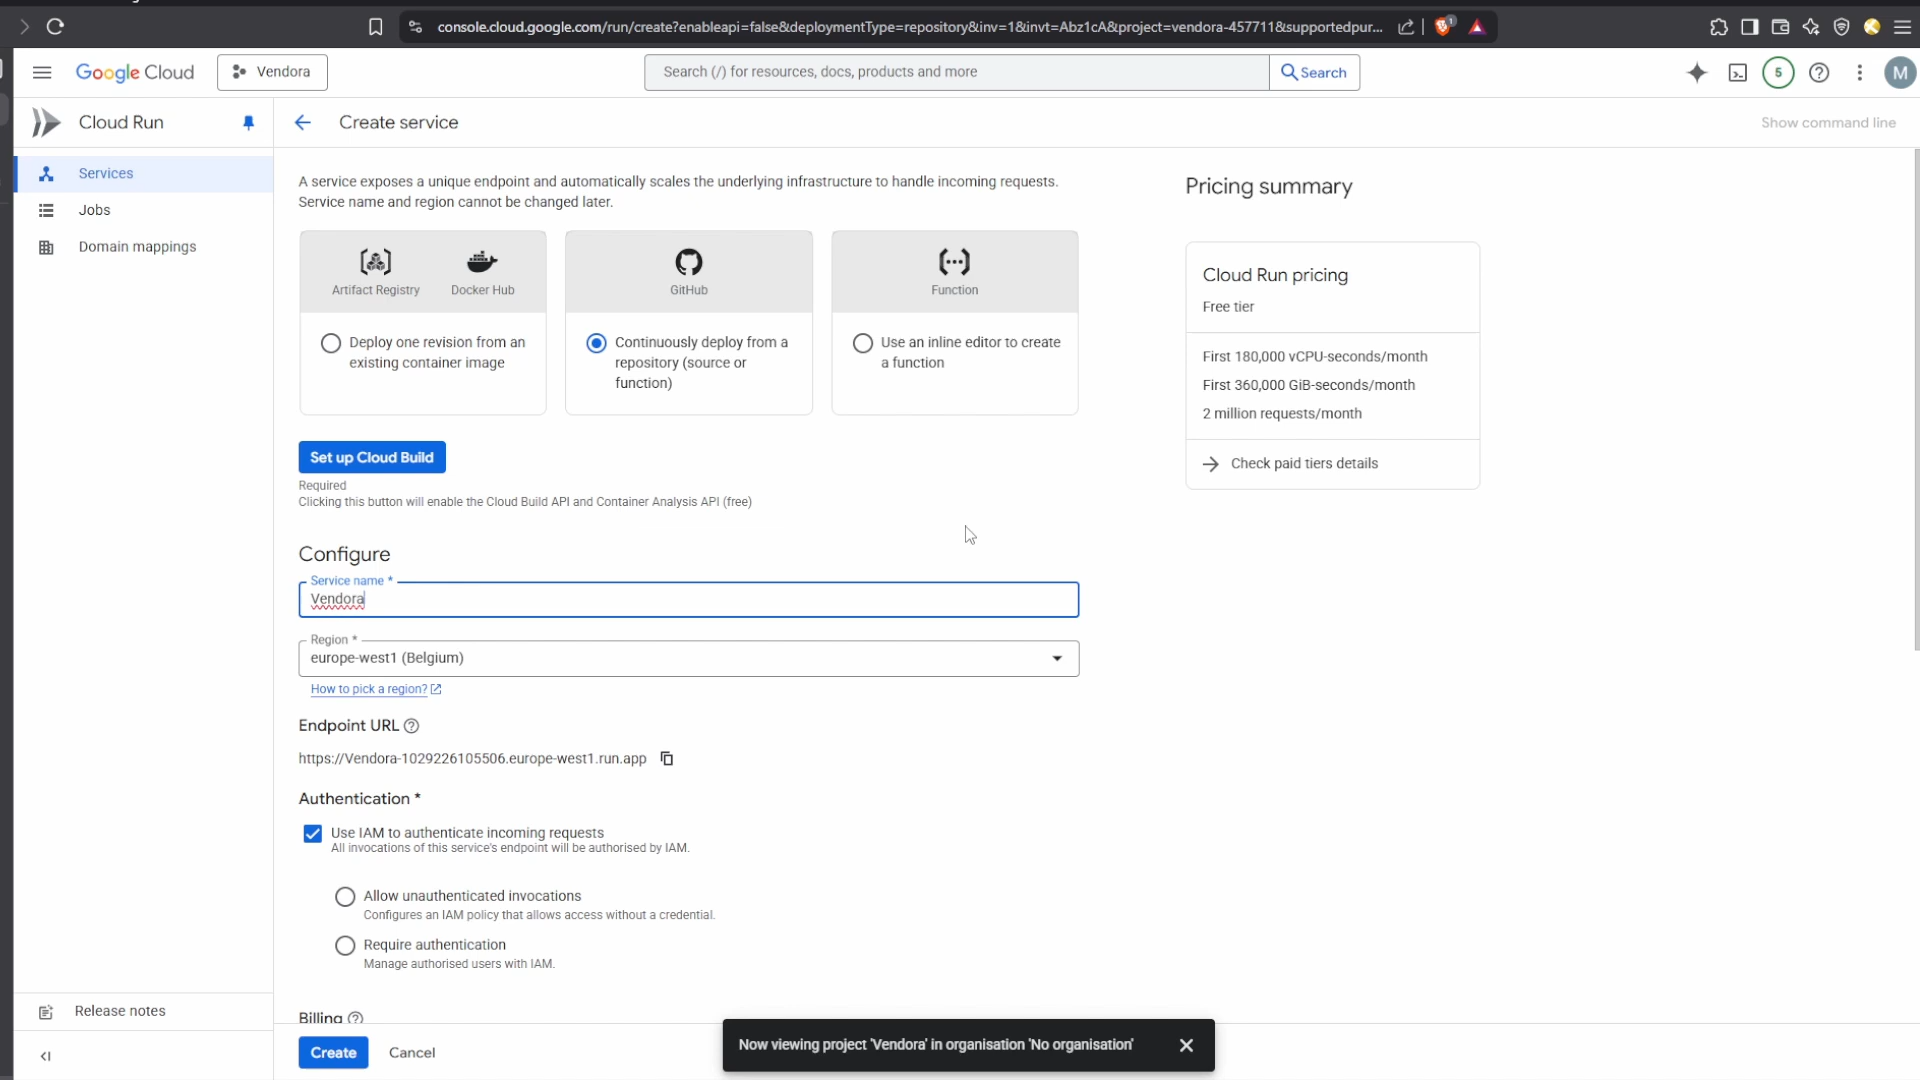 console.cloud.google.com/run/create?enableapi=false&deploymentType=repository&inv=1&invt=Abz1cA&project=vendora-457711&supportedpur...
1
Google Cloud
Vendora
Search (/) for resources, docs, products and more
Search
5
M
Cloud Run
Create service
Show command line
Services
Jobs
Domain mappings
A service exposes a unique endpoint and automatically scales the underlying infrastructure to handle incoming requests.
Service name and region cannot be changed later.
Artifact Registry
Docker Hub
GitHub
Function
Deploy one revision from an
existing container image
Continuously deploy from a
repository (source or
function)
Use an inline editor to create
a function
Set up Cloud Build
Required
Clicking this button will enable the Cloud Build API and Container Analysis API (free)
Configure
Service name *
Vendora
Region *
europe-west1 (Belgium)
How to pick a region?
Endpoint URL
https://Vendora-1029226105506.europe-west1.run.app
Authentication *
Use IAM to authenticate incoming requests
All invocations of this service's endpoint will be authorised by IAM.
Allow unauthenticated invocations
Configures an IAM policy that allows access without a credential.
Require authentication
Manage authorised users with IAM.
Billing
Create
Cancel
Pricing summary
Cloud Run pricing
Free tier
First 180,000 vCPU-seconds/month
First 360,000 GiB-seconds/month
2 million requests/month
Check paid tiers details
Release notes
Now viewing project 'Vendora' in organisation 'No organisation'